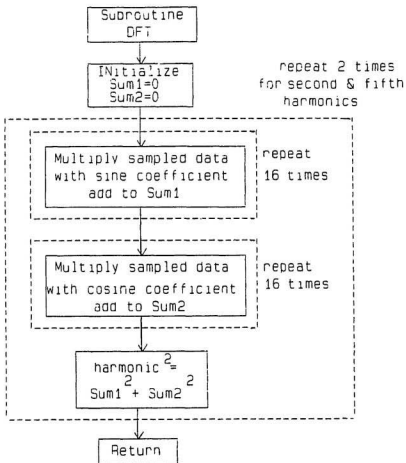 Subroutine
DFT
INitialize
Sum1=0
Sum2=0
repeat 2 times
for second & fifth
harmonics
Multiply sampled data
with sine coefficient
add to Sum1
repeat
16 times
Multiply sampled data
with cosine coefficient
add to Sum2
repeat
16 times
harmonic ²=
Sum1² + Sum2²
Return